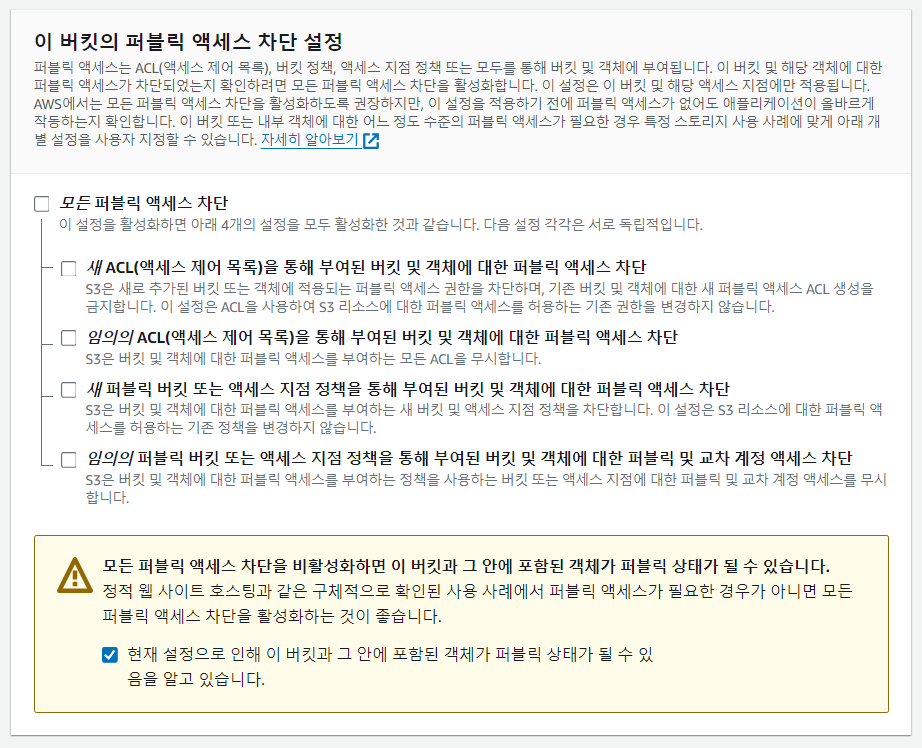 이 버킷의 퍼블릭 액세스 차단 설정
퍼블릭 액세스는 ACL(액세스 제어 목록), 버킷 정책, 액세스 지점 정책 또는 모두를 통해 버킷 및 객체에 부여됩니다. 이 버킷 및 해당 객체에 대한
퍼블릭 액세스가 차단되었는지 확인하려면 모든 퍼블릭 액세스 차단을 활성화합니다. 이 설정은 이 버킷 및 해당 액세스 지점에만 적용됩니다.
AWS에서는 모든 퍼블릭 액세스 차단을 활성화하도록 권장하지만, 이 설정을 적용하기 전에 퍼블릭 액세스가 없어도 애플리케이션이 올바르게
작동하는지 확인합니다. 이 버킷 또는 내부 객체에 대한 어느 정도 수준의 퍼블릭 액세스가 필요한 경우 특정 스토리지 사용 사례에 맞게 아래 개
별 설정을 사용자 지정할 수 있습니다. 자세히 알아보기
모든 퍼블릭 액세스 차단
이 설정을 활성화하면 아래 4개의 설정을 모두 활성화한 것과 같습니다. 다음 설정 각각은 서로 독립적입니다.
새 ACL(액세스 제어 목록)을 통해 부여된 버킷 및 객체에 대한 퍼블릭 액세스 차단
S3은 새로 추가된 버킷 또는 객체에 적용되는 퍼블릭 액세스 권한을 차단하며, 기존 버킷 및 객체에 대한 새 퍼블릭 액세스 ACL 생성을
금지합니다. 이 설정은 ACL을 사용하여 S3 리소스에 대한 퍼블릭 액세스를 허용하는 기존 권한을 변경하지 않습니다.
임의의 ACL(액세스 제어 목록)을 통해 부여된 버킷 및 객체에 대한 퍼블릭 액세스 차단
S3은 버킷 및 객체에 대한 퍼블릭 액세스를 부여하는 모든 ACL을 무시합니다.
새 퍼블릭 버킷 또는 액세스 지점 정책을 통해 부여된 버킷 및 객체에 대한 퍼블릭 액세스 차단
S3은 버킷 및 객체에 대한 퍼블릭 액세스를 부여하는 새 버킷 및 액세스 지점 정책을 차단합니다. 이 설정은 S3 리소스에 대한 퍼블릭 액
세스를 허용하는 기존 정책을 변경하지 않습니다.
임의의 퍼블릭 버킷 또는 액세스 지점 정책을 통해 부여된 버킷 및 객체에 대한 퍼블릭 및 교차 계정 액세스 차단
S3은 버킷 및 객체에 대한 퍼블릭 액세스를 부여하는 정책을 사용하는 버킷 또는 액세스 지점에 대한 퍼블릭 및 교차 계정 액세스를 무시
합니다.
모든 퍼블릭 액세스 차단을 비활성화하면 이 버킷과 그 안에 포함된 객체가 퍼블릭 상태가 될 수 있습니다.
정적 웹 사이트 호스팅과 같은 구체적으로 확인된 사용 사례에서 퍼블릭 액세스가 필요한 경우가 아니면 모든
퍼블릭 액세스 차단을 활성화하는 것이 좋습니다.
현재 설정으로 인해 이 버킷과 그 안에 포함된 객체가 퍼블릭 상태가 될 수 있
음을 알고 있습니다.